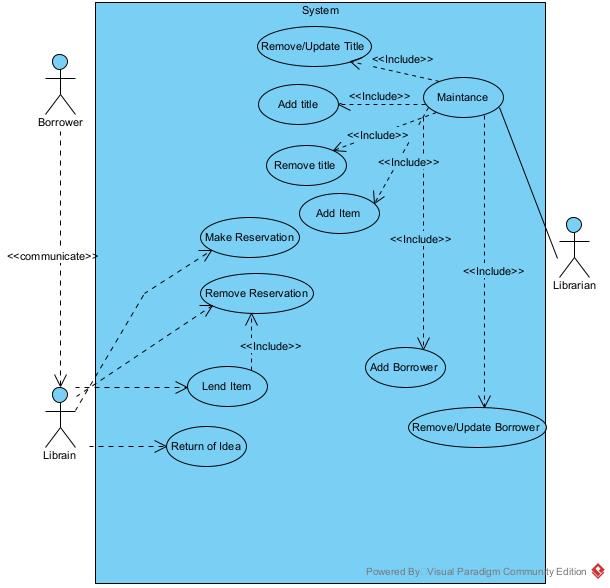 System
Remove/Update Title
<<Include>>
Maintance
<<Include>>
Add title
<<Include>>
Remove title
<<Include>>
Add Item
Borrower
Make Reservation
<<Include>>
<<communicate>>
<<Include>>
Librarian
Remove Reservation
<<Include>>
Add Borrower
Lend Item
Remove/Update Borrower
Librain
Return of Idea
Powered By Visual Paradigm Community Edition